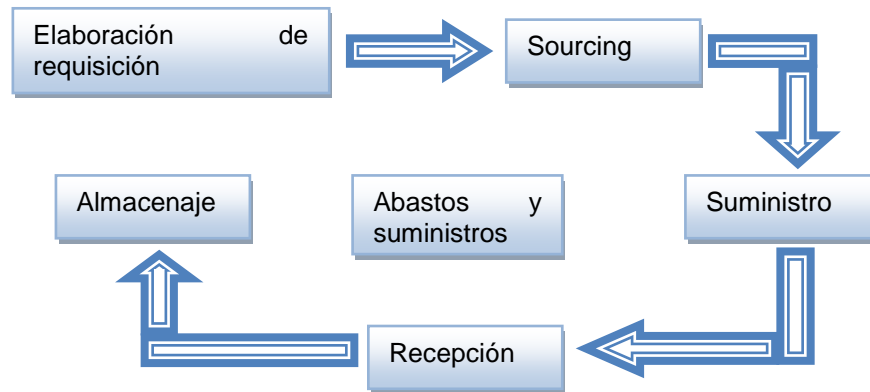 Elaboración de
requisición
Sourcing
Almacenaje
Abastos y
suministros
Suministro
Recepción